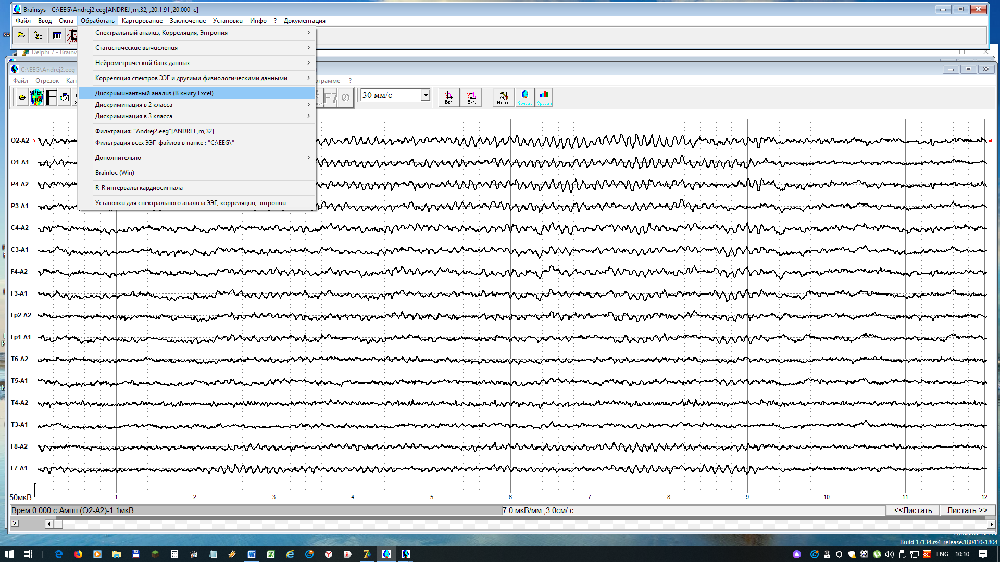 Brainsys - C:\EEG\Andrej2.eeg[ANDREJ ,m,32, ,20.1.91 ,20.000 c]
Файл Ввод Окна Обработать Картирование Заключение Установки Инфо ? Документация
Спектральный анализ, Корреляция, Энтропия
Статистические вычисления
Delphi 7 -
Нейрометрический банк данных
C:\EEG\Andrej2.eeg
Корреляция спектров ЭЭГ и другими физиологическими данными
Файл Отрезок ?
Дискриминантный анализ (В книгу Excel)
SPEC TRA F F7 30 мм/с Вкл. Вкл. Монтаж Spectra Spectra
Дискриминация в 2 класса
Дискриминация в 3 класса
Фильтрация: "Andrej2.eeg"[ANDREJ ,m,32]
Фильтрация всех ЭЭГ-файлов в папке : "C:\EEG\"
Дополнительно
Brainloc (Win)
R-R интервалы кардиосигнала
Установки для спектрального анализа ЭЭГ, корреляции, энтропии
O2-A2
O1-A1
P4-A2
P3-A1
C4-A2
C3-A1
F4-A2
F3-A1
Fp2-A2
Fp1-A1
T6-A2
T5-A1
T4-A2
T3-A1
F8-A2
F7-A1
50мкВ 1 2 3 4 5 6 7 8 9 10 11 12
Врем:0.000 с Ампл:(O2-A2)-1.1мкВ 7.0 мкВ/мм ;3.0см/ с <<Листать Листать >>
>
Build 17134.rs4_release.180410-1804
ENG 10:10